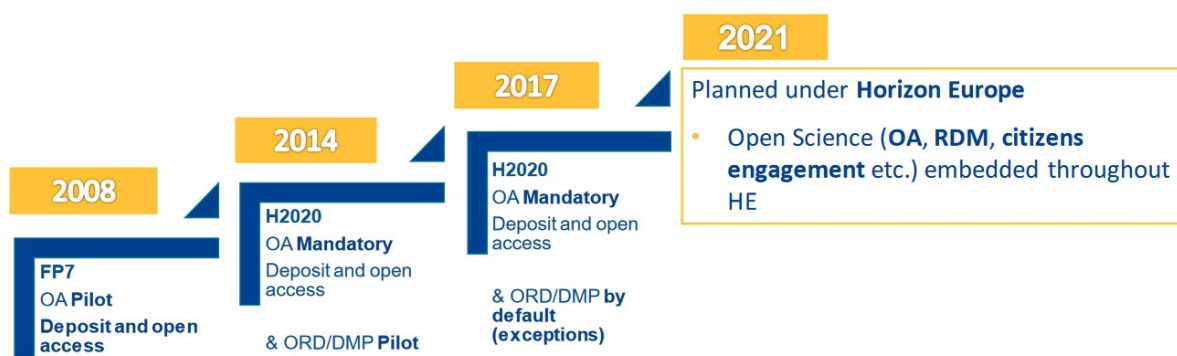 2008
FP7
OA Pilot
Deposit and open
access
2014
H2020
OA Mandatory
Deposit and open
access
& ORD/DMP Pilot
2017
H2020
OA Mandatory
Deposit and open
access
& ORD/DMP by
default
(exceptions)
2021
Planned under Horizon Europe
• Open Science (OA, RDM, citizens
engagement etc.) embedded throughout
HE